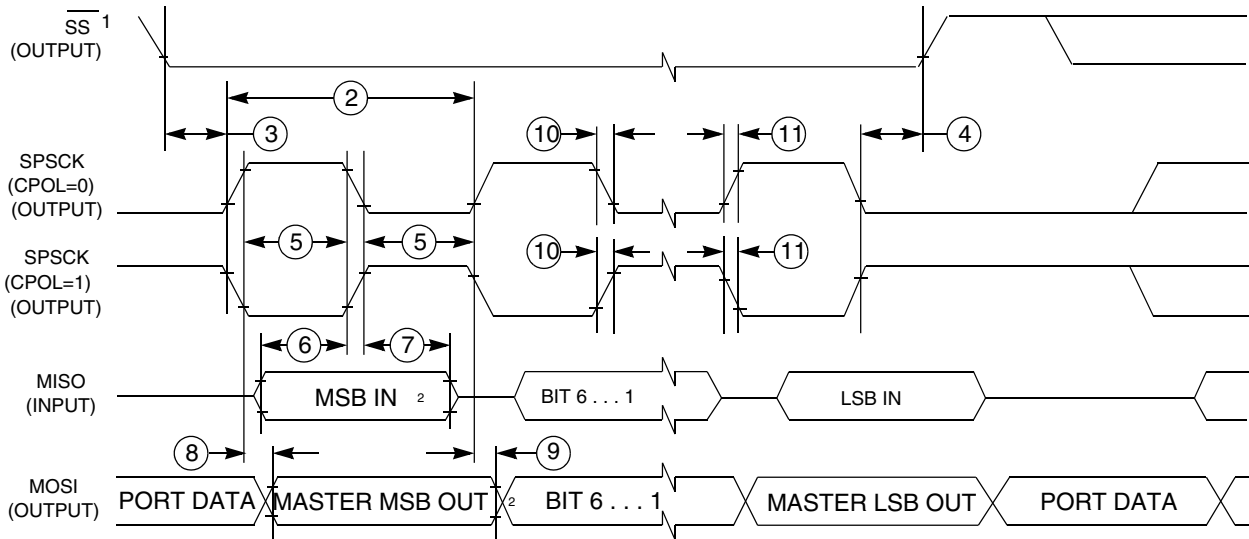 SS 1
(OUTPUT)
2
3
10
11
4
SPSCK
(CPOL=0)
(OUTPUT)
5
5
SPSCK
(CPOL=1)
(OUTPUT)
10
11
6
7
MISO
(INPUT)
MSB IN 2
BIT 6 . . . 1
LSB IN
8
9
MOSI
(OUTPUT)
PORT DATA
MASTER MSB OUT 2
BIT 6 . . . 1
MASTER LSB OUT
PORT DATA